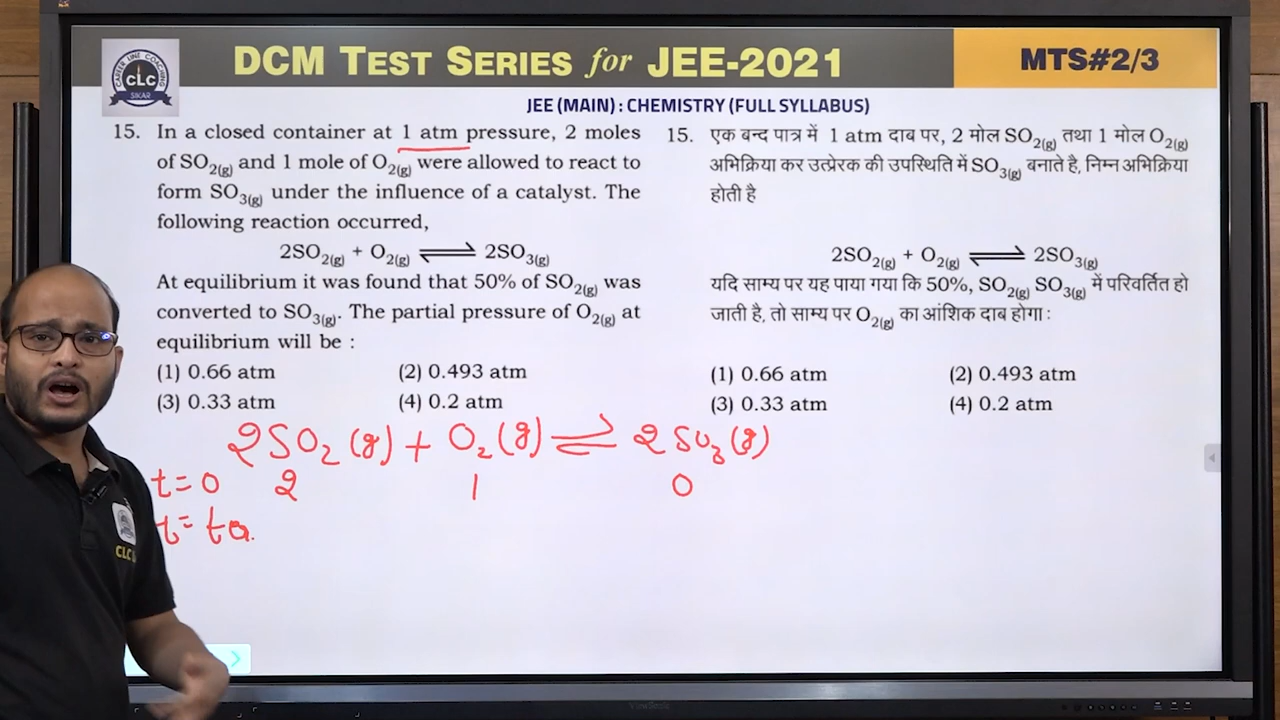 DCM TEST SERIES for JEE-2021
MTS#2/3
CAREER LINE COACHING
CLC
SIKAR
JEE (MAIN) : CHEMISTRY (FULL SYLLABUS)
15. In a closed container at 1 atm pressure, 2 moles
of SO2(g) and 1 mole of O2(g) were allowed to react to
form SO3(g) under the influence of a catalyst. The
following reaction occurred,
2SO2(g) + O2(g) ⇌ 2SO3(g)
At equilibrium it was found that 50% of SO2(g) was
converted to SO3(g). The partial pressure of O2(g) at
equilibrium will be :
(1) 0.66 atm (2) 0.493 atm
(3) 0.33 atm (4) 0.2 atm
15. एक बन्द पात्र में 1 atm दाब पर, 2 मोल SO2(g) तथा 1 मोल O2(g)
अभिक्रिया कर उत्प्रेरक की उपस्थिति में SO3(g) बनाते है, निम्न अभिक्रिया
होती है
2SO2(g) + O2(g) ⇌ 2SO3(g)
यदि साम्य पर यह पाया गया कि 50%, SO2(g) SO3(g) में परिवर्तित हो
जाती है, तो साम्य पर O2(g) का आंशिक दाब होगा :
(1) 0.66 atm (2) 0.493 atm
(3) 0.33 atm (4) 0.2 atm
2SO2(g) + O2(g) ⇌ 2SO3(g)
t=0 2 1 0
t=
CLC
ViewSonic